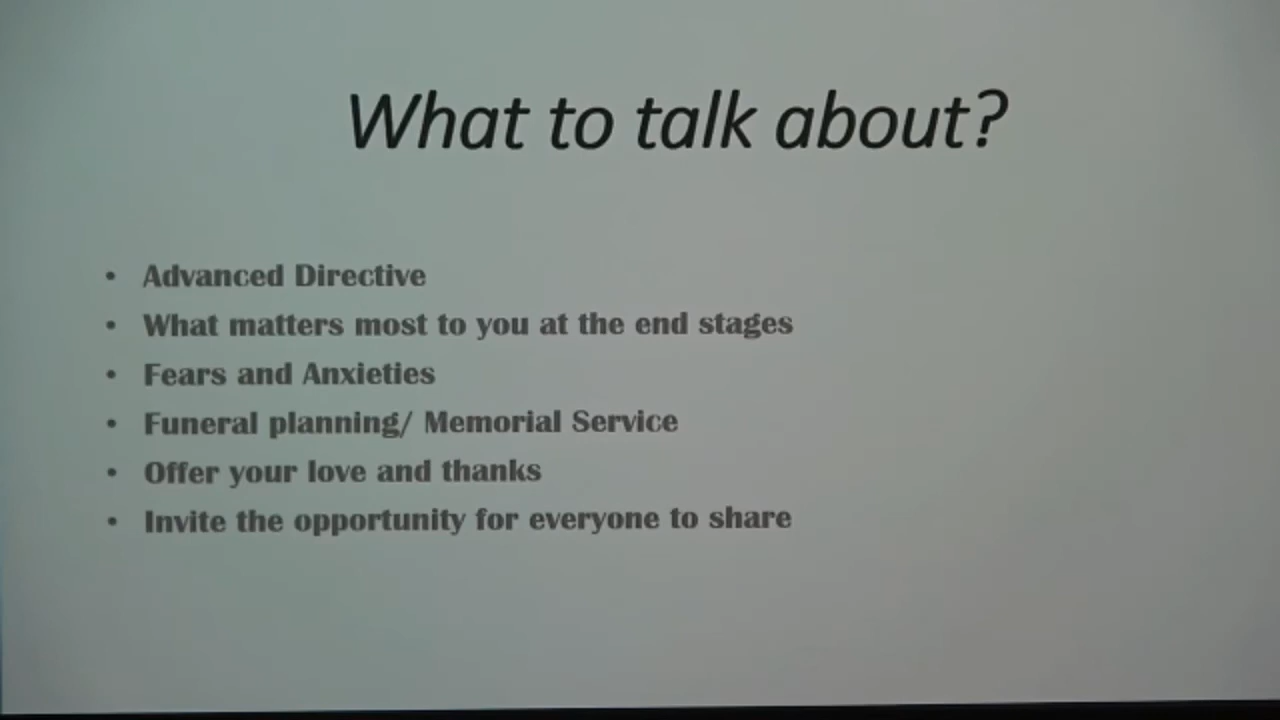 What to talk about?
• Advanced Directive
• What matters most to you at the end stages
• Fears and Anxieties
• Funeral planning/ Memorial Service
• Offer your love and thanks
• Invite the opportunity for everyone to share